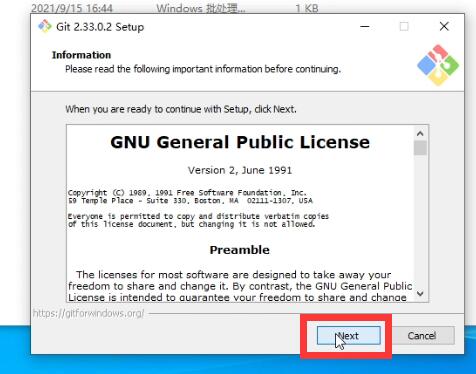 2021/9/15 16:44 Windows 批处理... 1 KB
Git 2.33.0.2 Setup
Information
Please read the following important information before continuing.
When you are ready to continue with Setup, click Next.
GNU General Public License
Version 2, June 1991
Copyright (C) 1989, 1991 Free Software Foundation, Inc.
59 Temple Place - Suite 330, Boston, MA  02111-1307, USA
Everyone is permitted to copy and distribute verbatim copies
of this license document, but changing it is not allowed.
Preamble
The licenses for most software are designed to take away your
freedom to share and change it. By contrast, the GNU General Public
License is intended to guarantee your freedom to share and change
https://gitforwindows.org/
Next
Cancel